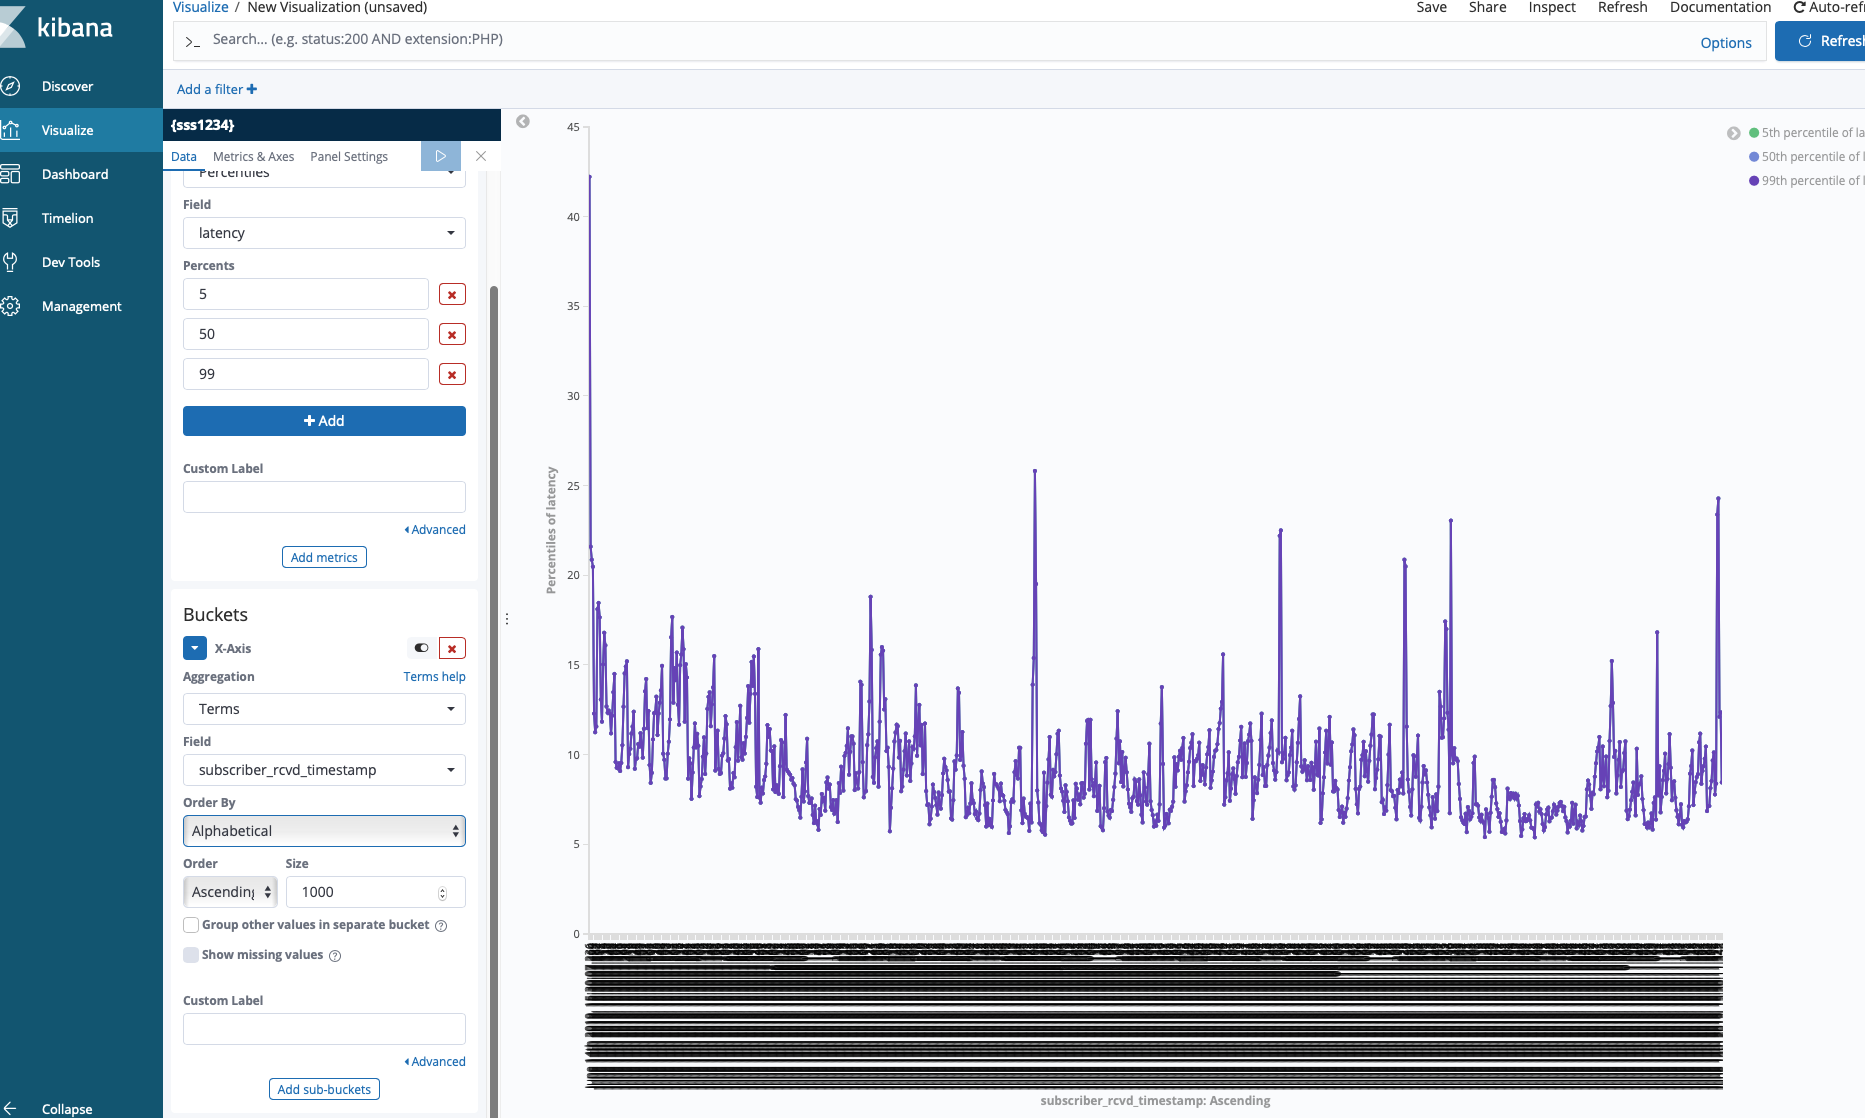 Visualize / New Visualization (unsaved)
Save Share Inspect Refresh Documentation Auto-refr
kibana
>_ Search... (e.g. status:200 AND extension:PHP)
Options
Refresh
Add a filter +
Discover
Visualize
Dashboard
Timelion
Dev Tools
Management
Collapse
{sss1234}
Data Metrics & Axes Panel Settings
Percentiles
Field
latency
Percents
5
50
99
+ Add
Custom Label
Advanced
Add metrics
Buckets
X-Axis
Aggregation Terms help
Terms
Field
subscriber_rcvd_timestamp
Order By
Alphabetical
Order Size
Ascending 1000
Group other values in separate bucket
Show missing values
Custom Label
Advanced
Add sub-buckets
Percentiles of latency
45
40
35
30
25
20
15
10
5
0
subscriber_rcvd_timestamp: Ascending
5th percentile of la
50th percentile of l
99th percentile of l